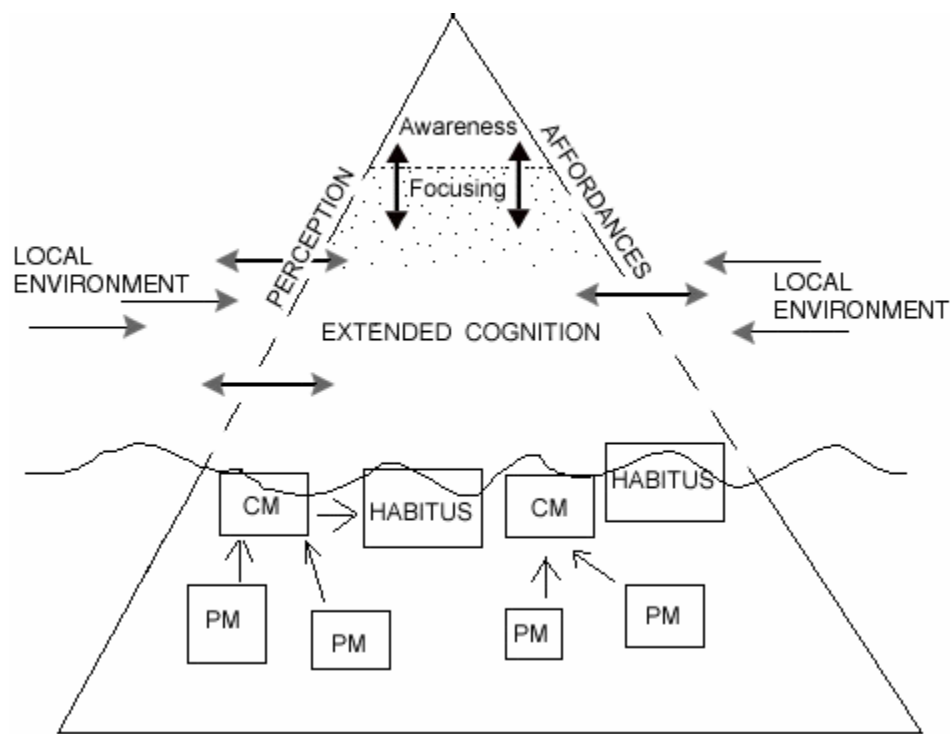 Awareness
Focusing
PERCEPTION
AFFORDANCES
LOCAL
ENVIRONMENT
LOCAL
ENVIRONMENT
EXTENDED COGNITION
CM
HABITUS
CM
HABITUS
PM
PM
PM
PM